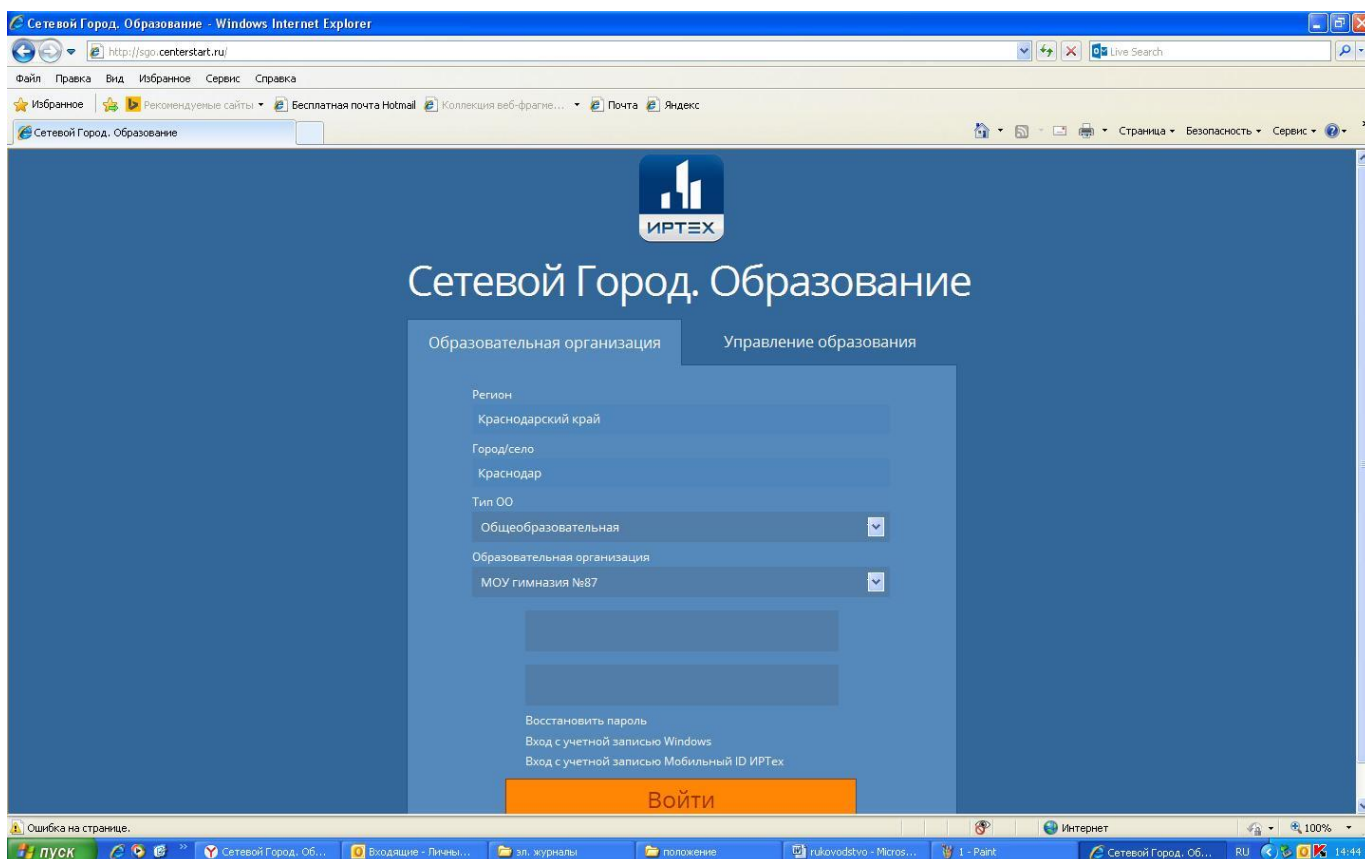 Сетевой Город. Образование - Windows Internet Explorer
http://sgo.centerstart.ru/
Live Search
Файл Правка Вид Избранное Сервис Справка
Избранное Рекомендуемые сайты Бесплатная почта Hotmail Коллекция веб-фрагме... Почта Яндекс
Сетевой Город. Образование
Страница Безопасность Сервис
ИРТЕХ
Сетевой Город. Образование
Образовательная организация Управление образования
Регион
Краснодарский край
Город/село
Краснодар
Тип ОО
Общеобразовательная
Образовательная организация
МОУ гимназия №87
Восстановить пароль
Вход с учетной записью Windows
Вход с учетной записью Мобильный ID ИРТех
Войти
Ошибка на странице. Интернет 100%
пуск Сетевой Город. Об... Входящие - Личны... эл. журналы положение rukovodstvo - Micros... 1 - Paint Сетевой Город. Об... RU 14:44